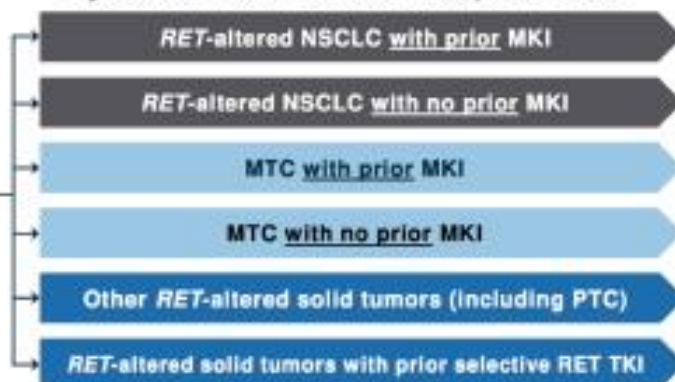 RET-altered NSCLC with prior MKI
RET-altered NSCLC with no prior MKI
MTC with prior MKI
MTC with no prior MKI
Other RET-altered solid tumors (including PTC)
RET-altered solid tumors with prior selective RET TKI